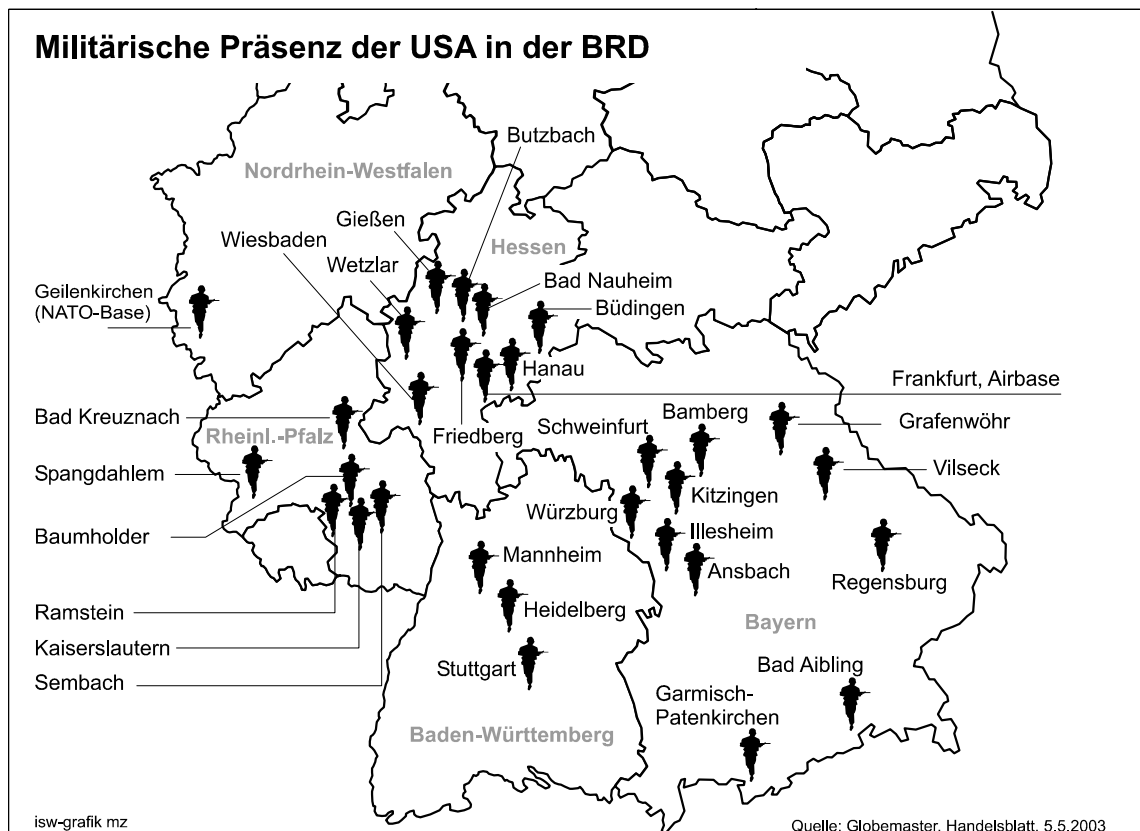 Militärische Präsenz der USA in der BRD
Butzbach
Nordrhein-Westfalen
Gießen
Wiesbaden
Hessen
Wetzlar
Bad Nauheim
Geilenkirchen
(NATO-Base)
Büdingen
Hanau
Frankfurt, Airbase
Bad Kreuznach
Rheinl.-Pfalz
Friedberg
Schweinfurt
Bamberg
Grafenwöhr
Spangdahlem
Vilseck
Kitzingen
Baumholder
Würzburg
Illesheim
Mannheim
Ansbach
Regensburg
Ramstein
Heidelberg
Bayern
Kaiserslautern
Stuttgart
Bad Aibling
Sembach
Garmisch-
Patenkirchen
Baden-Württemberg
isw-grafik mz
Quelle: Globemaster, Handelsblatt, 5.5.2003